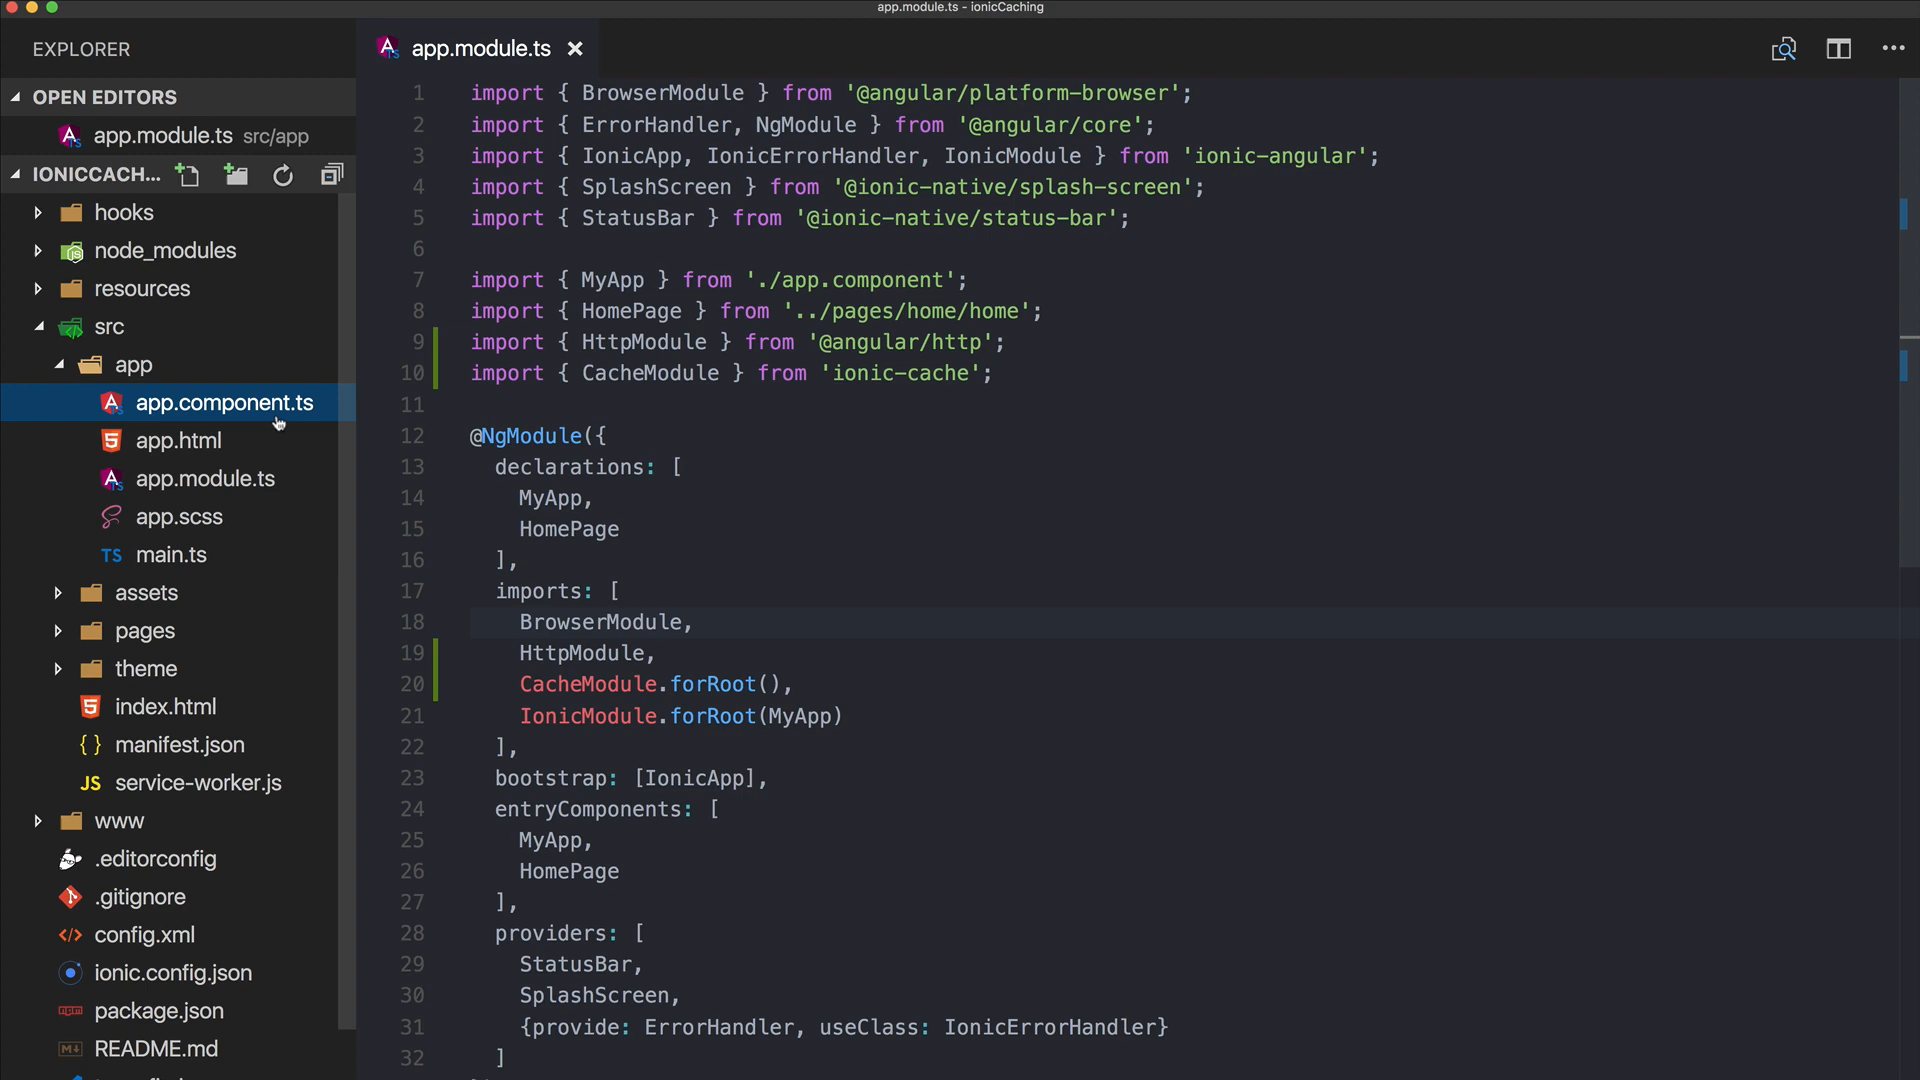 app.module.ts - ionicCaching
EXPLORER
OPEN EDITORS
app.module.ts src/app
IONICCACH...
hooks
node_modules
resources
src
app
app.component.ts
app.html
app.module.ts
app.scss
TS main.ts
assets
pages
theme
index.html
{ } manifest.json
JS service-worker.js
www
.editorconfig
.gitignore
config.xml
ionic.config.json
package.json
README.md
app.module.ts
1 import { BrowserModule } from '@angular/platform-browser';
2 import { ErrorHandler, NgModule } from '@angular/core';
3 import { IonicApp, IonicErrorHandler, IonicModule } from 'ionic-angular';
4 import { SplashScreen } from '@ionic-native/splash-screen';
5 import { StatusBar } from '@ionic-native/status-bar';
6
7 import { MyApp } from './app.component';
8 import { HomePage } from '../pages/home/home';
9 import { HttpModule } from '@angular/http';
10 import { CacheModule } from 'ionic-cache';
11
12 @NgModule({
13 declarations: [
14 MyApp,
15 HomePage
16 ],
17 imports: [
18 BrowserModule,
19 HttpModule,
20 CacheModule.forRoot(),
21 IonicModule.forRoot(MyApp)
22 ],
23 bootstrap: [IonicApp],
24 entryComponents: [
25 MyApp,
26 HomePage
27 ],
28 providers: [
29 StatusBar,
30 SplashScreen,
31 {provide: ErrorHandler, useClass: IonicErrorHandler}
32 ]